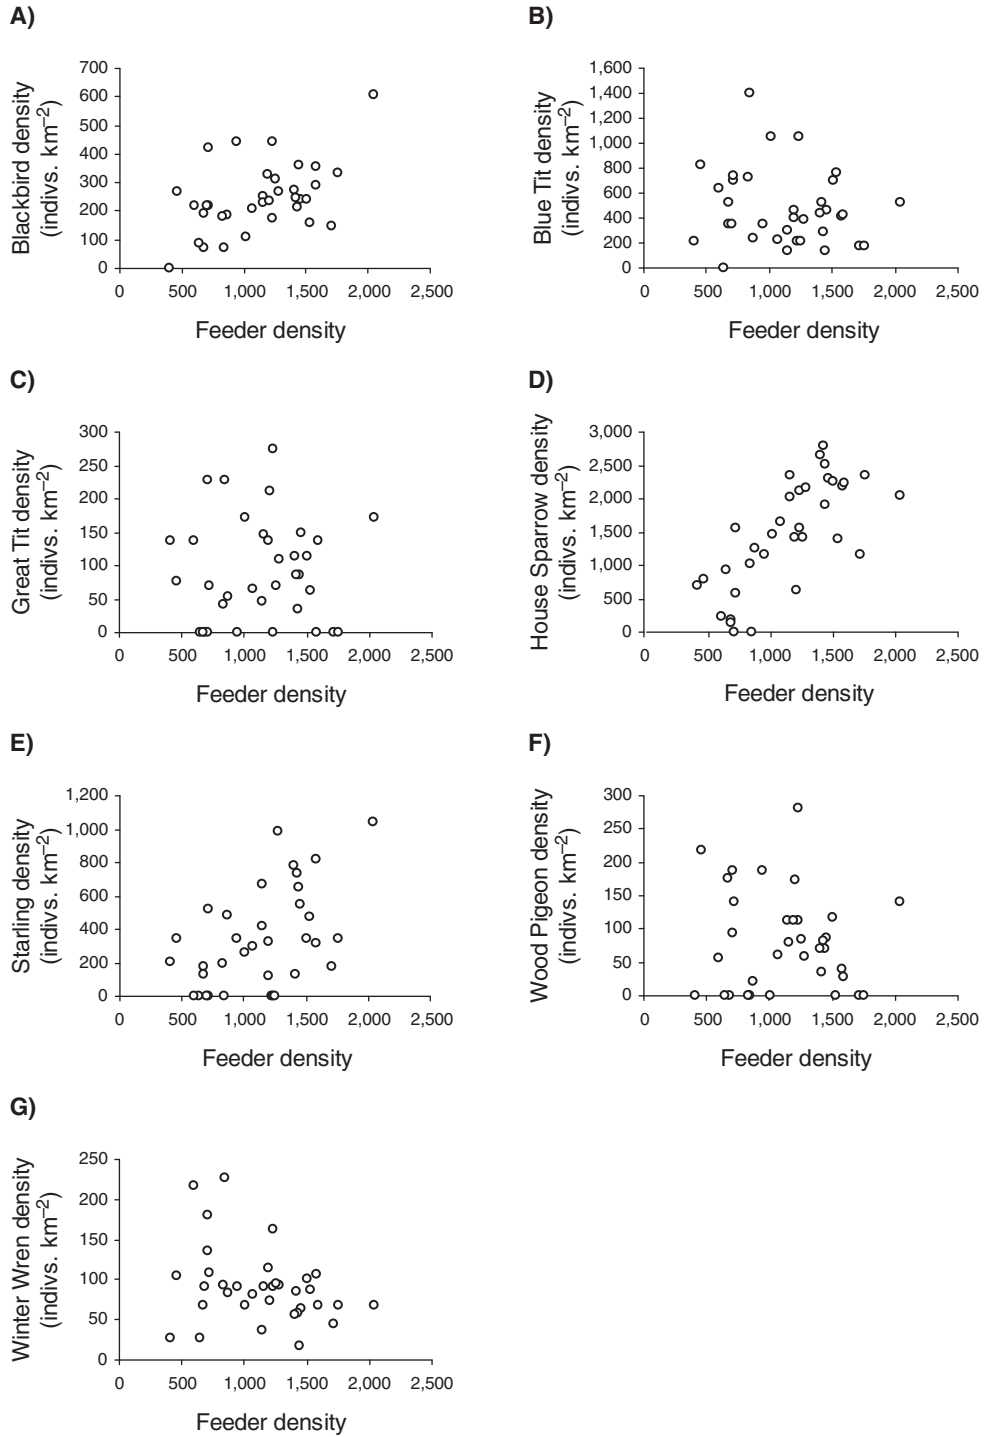 A)
Blackbird density
(indivs. km–2)
700
600
500
400
300
200
100
0
0 500 1,000 1,500 2,000 2,500
Feeder density
B)
Blue Tit density
(indivs. km–2)
1,600
1,400
1,200
1,000
800
600
400
200
0
0 500 1,000 1,500 2,000 2,500
Feeder density
C)
Great Tit density
(indivs. km–2)
300
250
200
150
100
50
0
0 500 1,000 1,500 2,000 2,500
Feeder density
D)
House Sparrow density
(indivs. km–2)
3,000
2,500
2,000
1,500
1,000
500
0
0 500 1,000 1,500 2,000 2,500
Feeder density
E)
Starling density
(indivs. km–2)
1,200
1,000
800
600
400
200
0
0 500 1,000 1,500 2,000 2,500
Feeder density
F)
Wood Pigeon density
(indivs. km–2)
300
250
200
150
100
50
0
0 500 1,000 1,500 2,000 2,500
Feeder density
G)
Winter Wren density
(indivs. km–2)
250
200
150
100
50
0
0 500 1,000 1,500 2,000 2,500
Feeder density